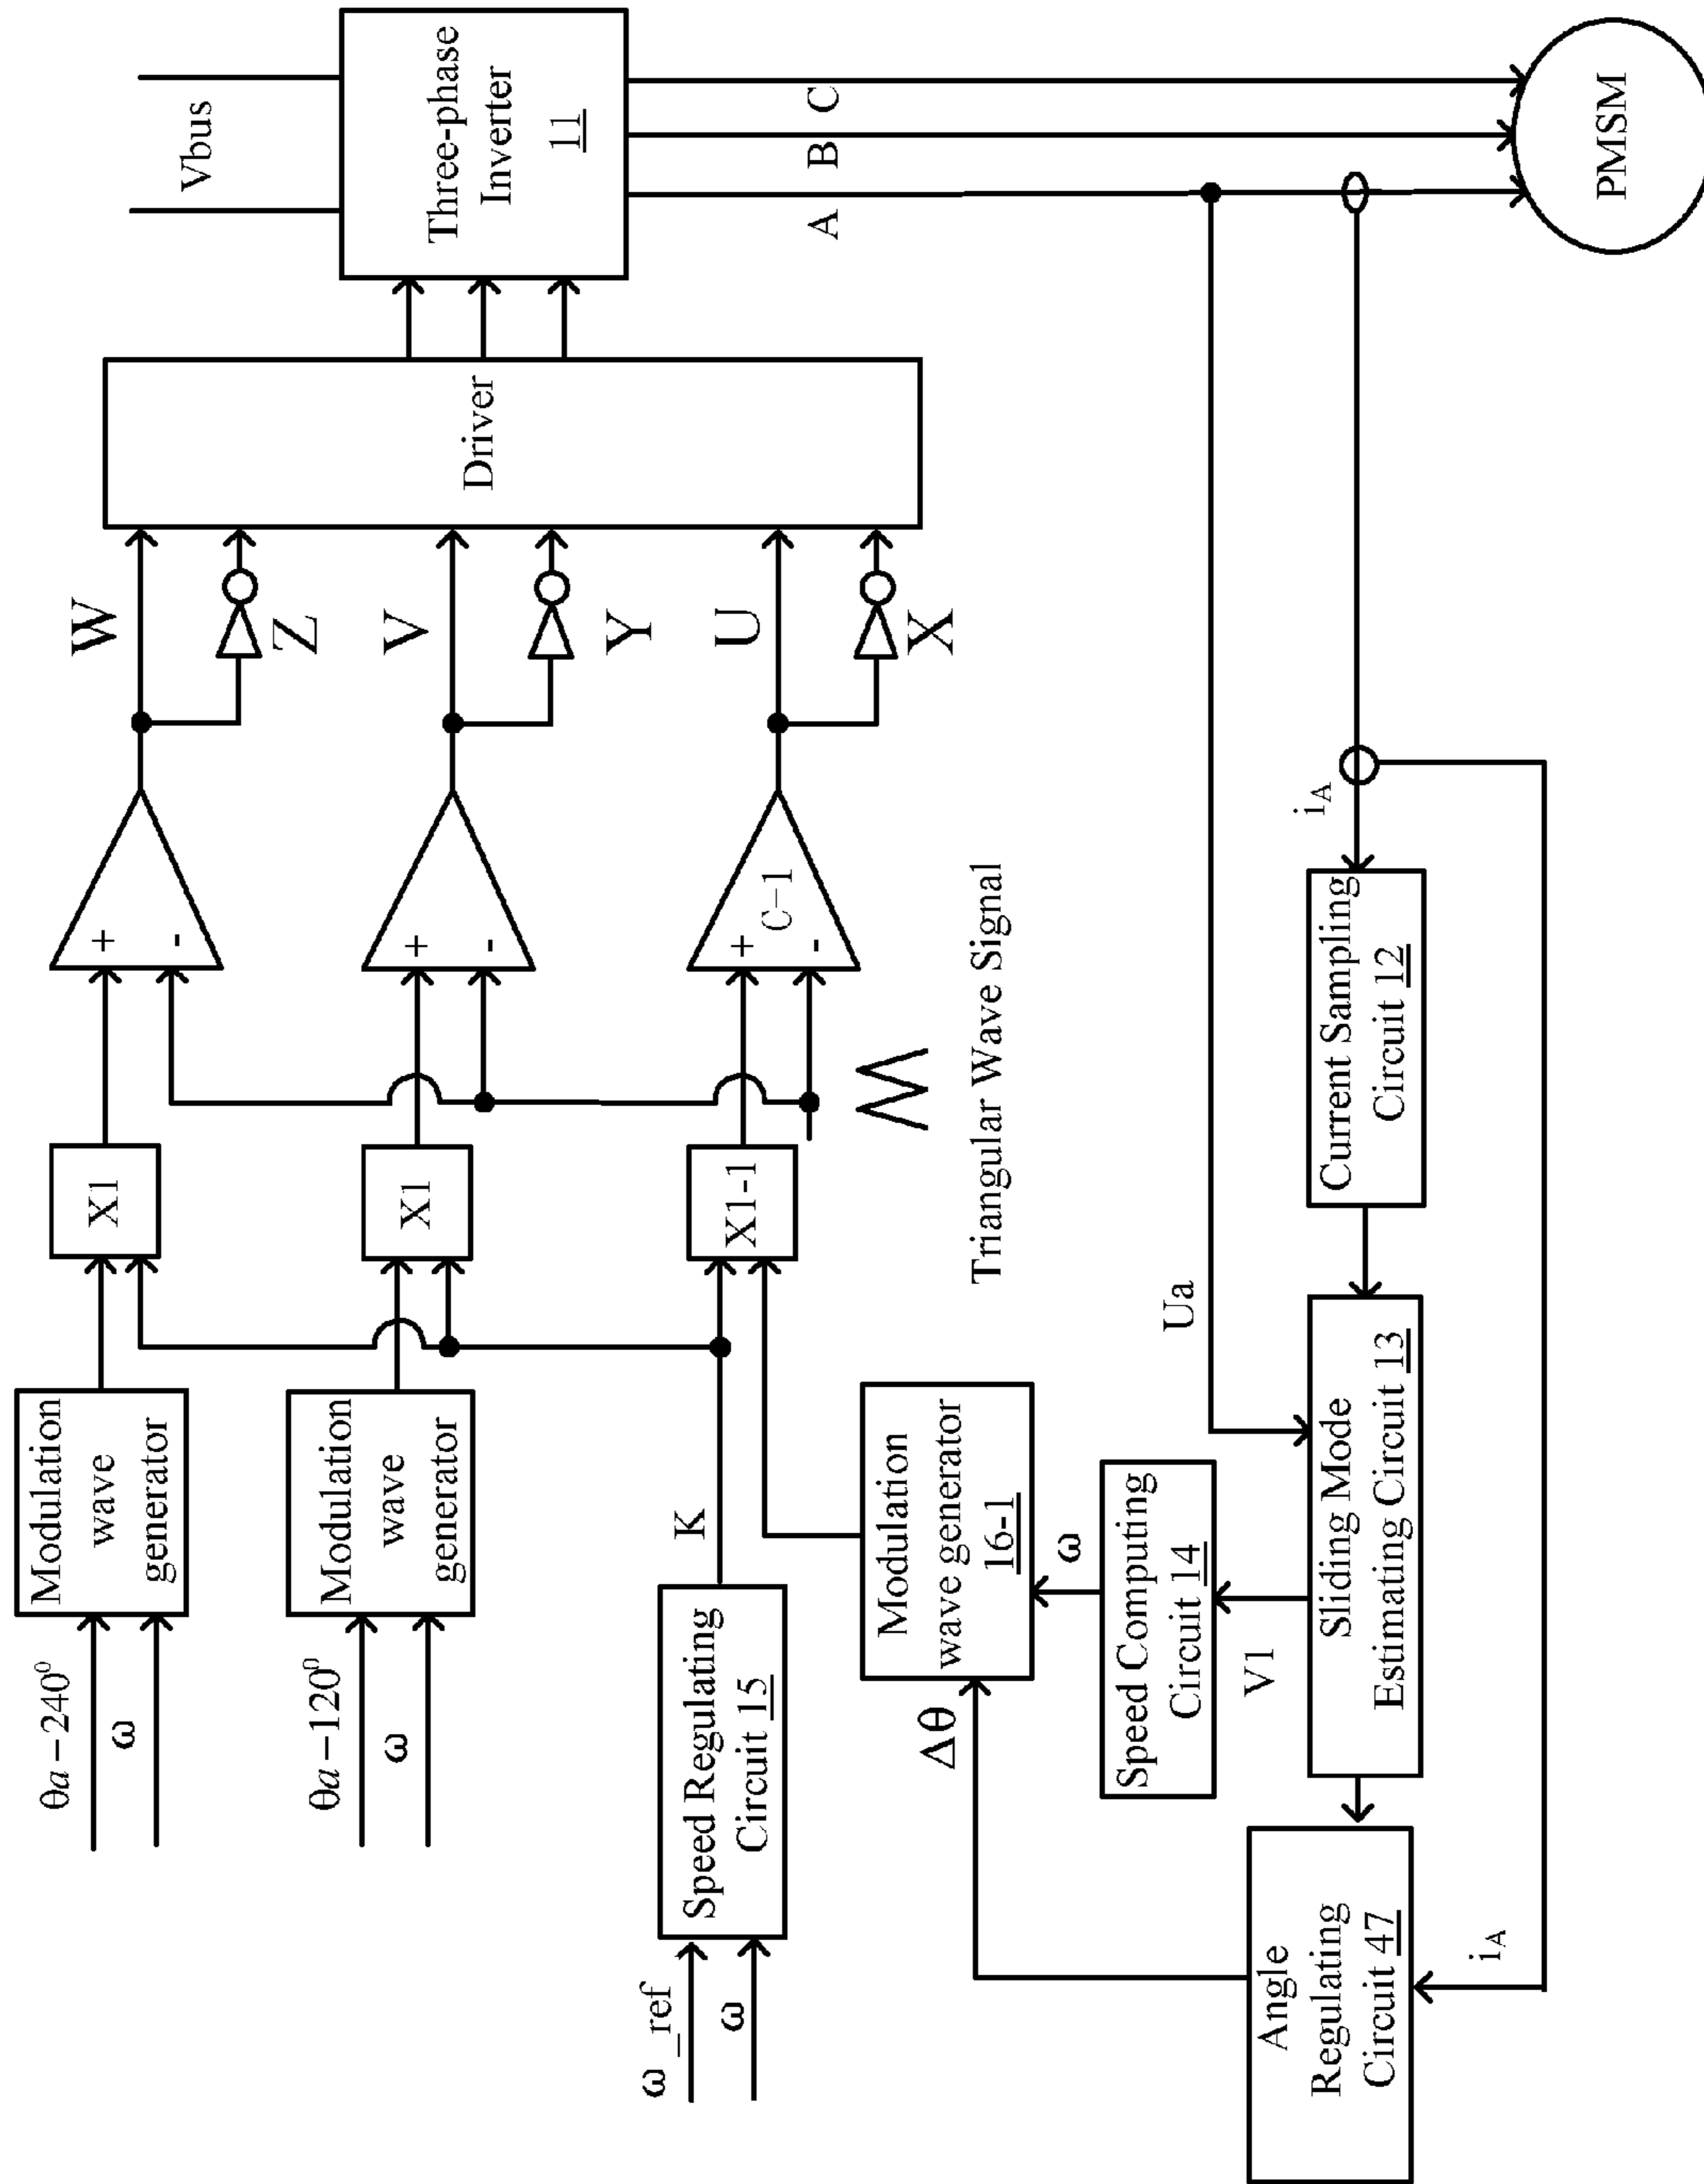 θa−240⁰
ω
Modulation
wave
generator
X1
+
-
W
Z
θa−120⁰
ω
Modulation
wave
generator
X1
+
-
V
Y
ω_ref
ω
Speed Regulating
Circuit 15
K
X1-1
+
C-1
-
U
X
Driver
Vbus
Three-phase
Inverter
11
A
B
C
Triangular Wave Signal
Δθ
Modulation
wave generator
16-1
ω
Speed Computing
Circuit 14
V1
Ua
Angle
Regulating
Circuit 47
iA
Sliding Mode
Estimating Circuit 13
Current Sampling
Circuit 12
iA
PMSM